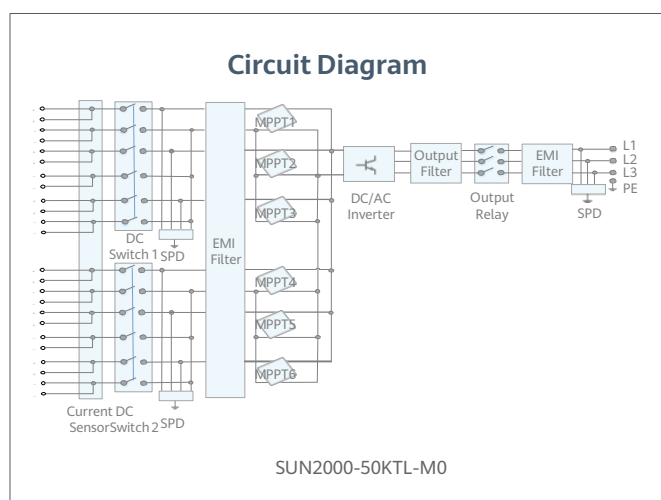 Circuit Diagram
MPPT1
MPPT2
MPPT3
MPPT4
MPPT5
MPPT6
DC
Switch 1
SPD
EMI
Filter
DC/AC
Inverter
Output
Filter
Output
Relay
EMI
Filter
L1
L2
L3
PE
SPD
Current DC
SensorSwitch 2
SPD
SUN2000-50KTL-M0